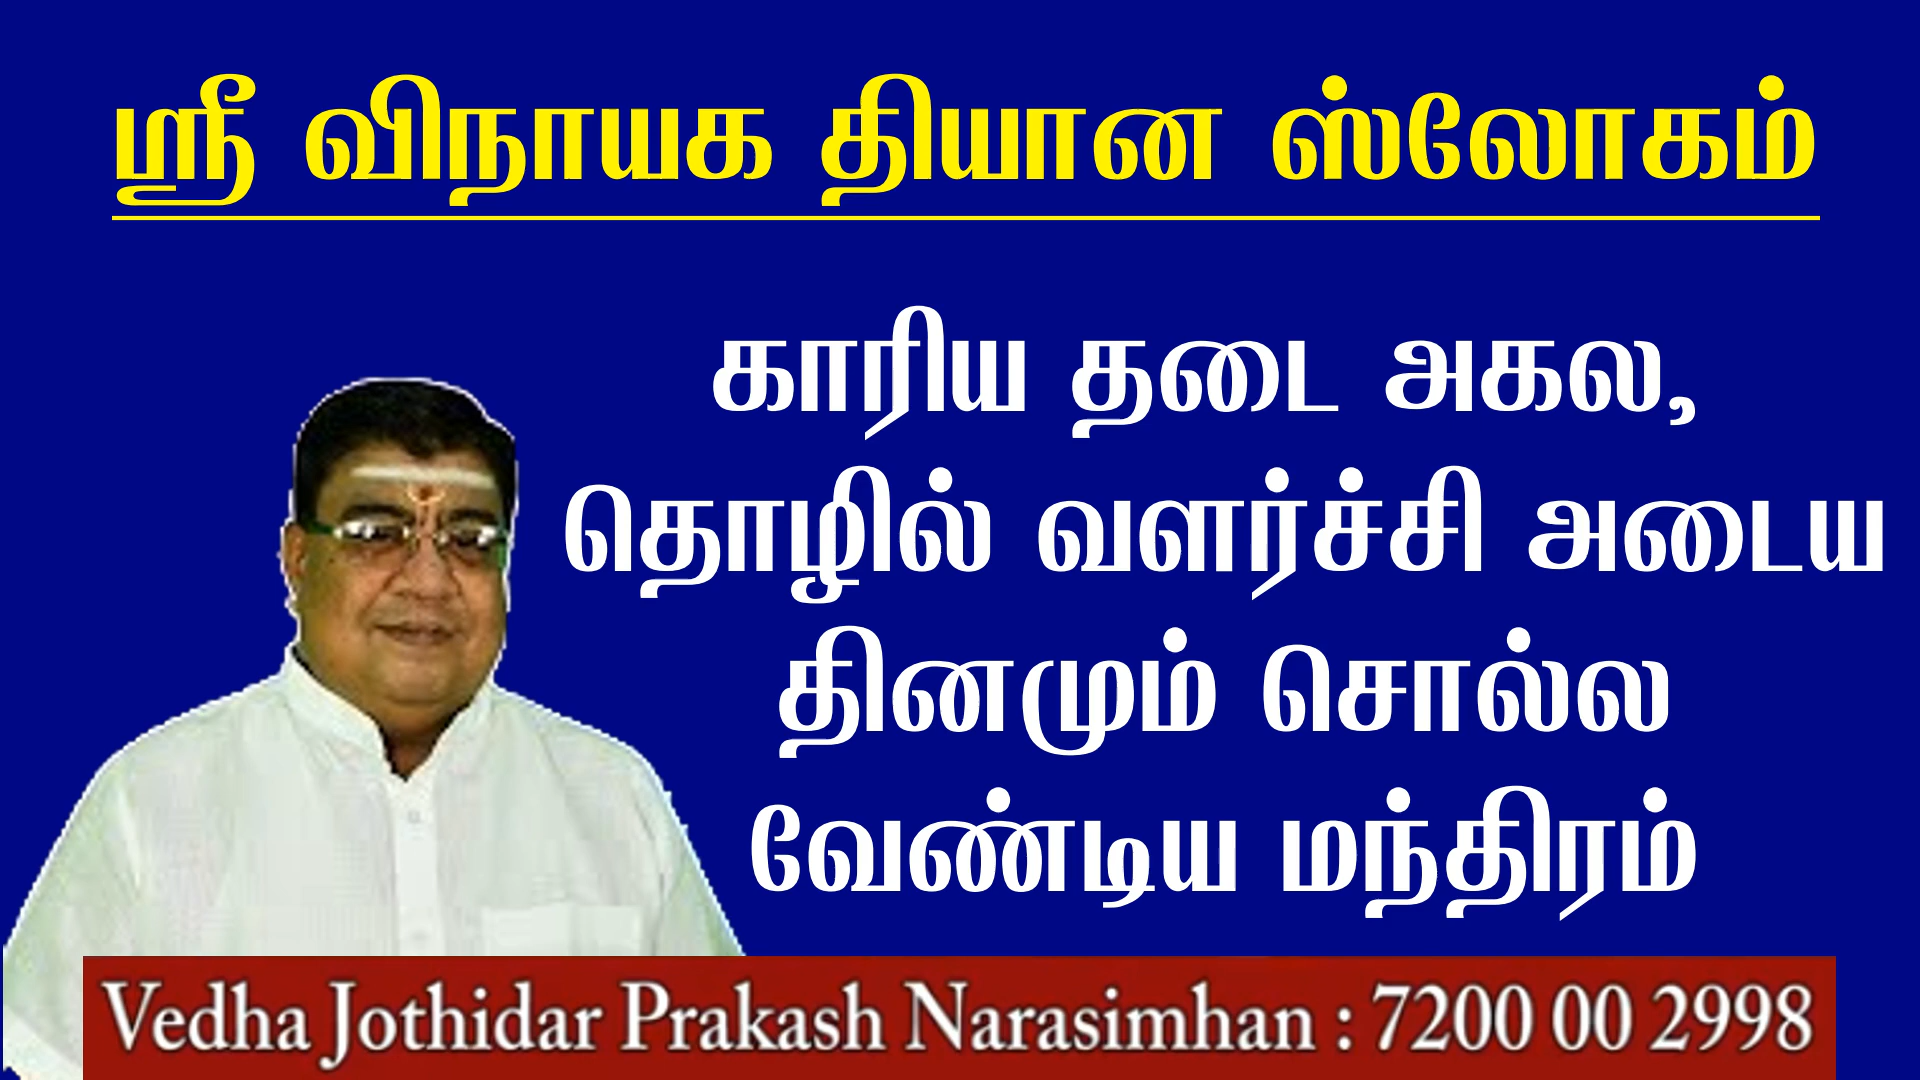 ஸ்ரீ விநாயக தியான ஸ்லோகம்
காரிய தடை அகல,
தொழில் வளர்ச்சி அடைய
தினமும் சொல்ல
வேண்டிய மந்திரம்
Vedha Jothidar Prakash Narasimhan : 7200 00 2998